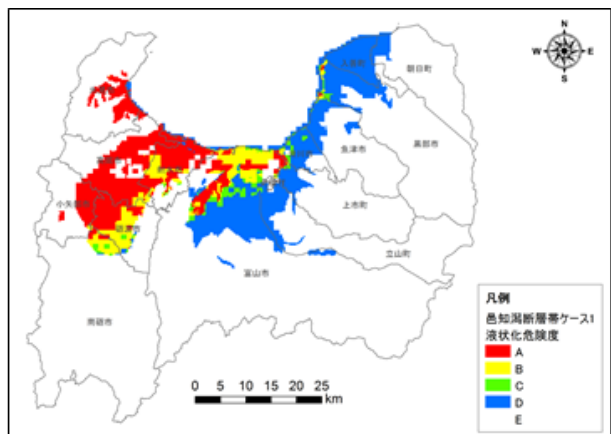 N
W E
S
朝日町
入善町
黒部市
魚津市
上市町
立山町
富山市
小矢部市
砺波市
南砺市
0 5 10 15 20 25
km
凡例
邑知潟断層帯ケース1
液状化危険度
A
B
C
D
E